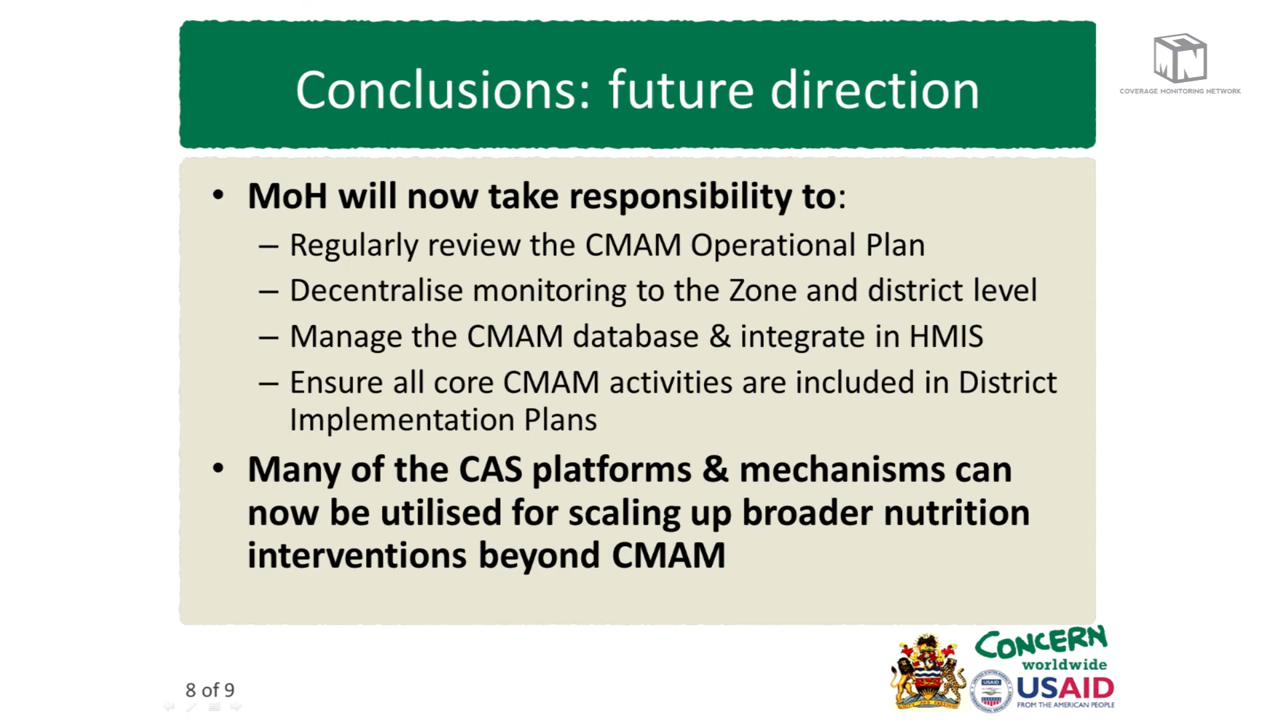 Conclusions: future direction
COVERAGE MONITORING NETWORK
• MoH will now take responsibility to:
– Regularly review the CMAM Operational Plan
– Decentralise monitoring to the Zone and district level
– Manage the CMAM database & integrate in HMIS
– Ensure all core CMAM activities are included in District
Implementation Plans
• Many of the CAS platforms & mechanisms can
now be utilised for scaling up broader nutrition
interventions beyond CMAM
CONCERN
worldwide
USAID
FROM THE AMERICAN PEOPLE
8 of 9